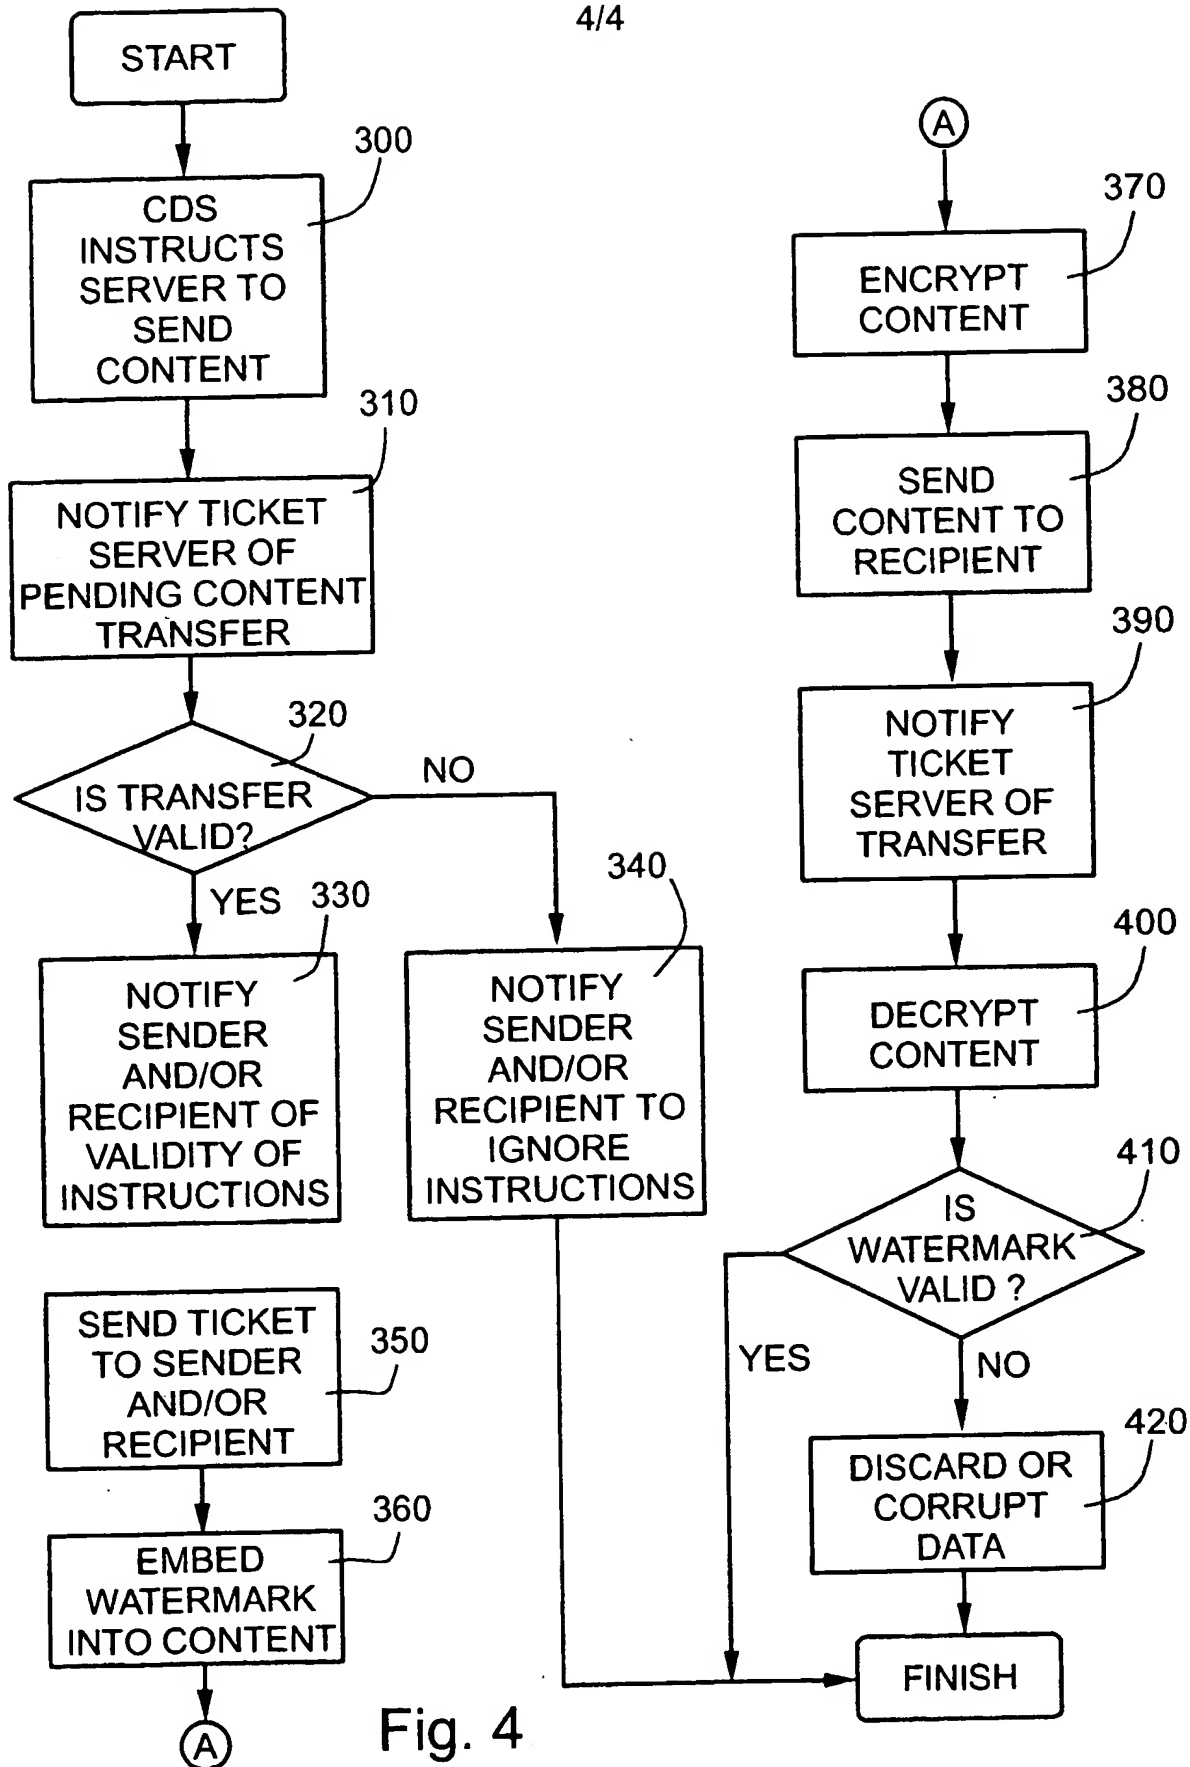 4/4
START
300
CDS
INSTRUCTS
SERVER TO
SEND
CONTENT
310
NOTIFY TICKET
SERVER OF
PENDING CONTENT
TRANSFER
320
IS TRANSFER
VALID?
NO
YES
330
NOTIFY
SENDER
AND/OR
RECIPIENT OF
VALIDITY OF
INSTRUCTIONS
340
NOTIFY
SENDER
AND/OR
RECIPIENT TO
IGNORE
INSTRUCTIONS
SEND TICKET
TO SENDER
AND/OR
RECIPIENT
350
360
EMBED
WATERMARK
INTO CONTENT
A
A
370
ENCRYPT
CONTENT
380
SEND
CONTENT TO
RECIPIENT
390
NOTIFY
TICKET
SERVER OF
TRANSFER
400
DECRYPT
CONTENT
410
IS
WATERMARK
VALID ?
YES
NO
420
DISCARD OR
CORRUPT
DATA
FINISH
Fig. 4